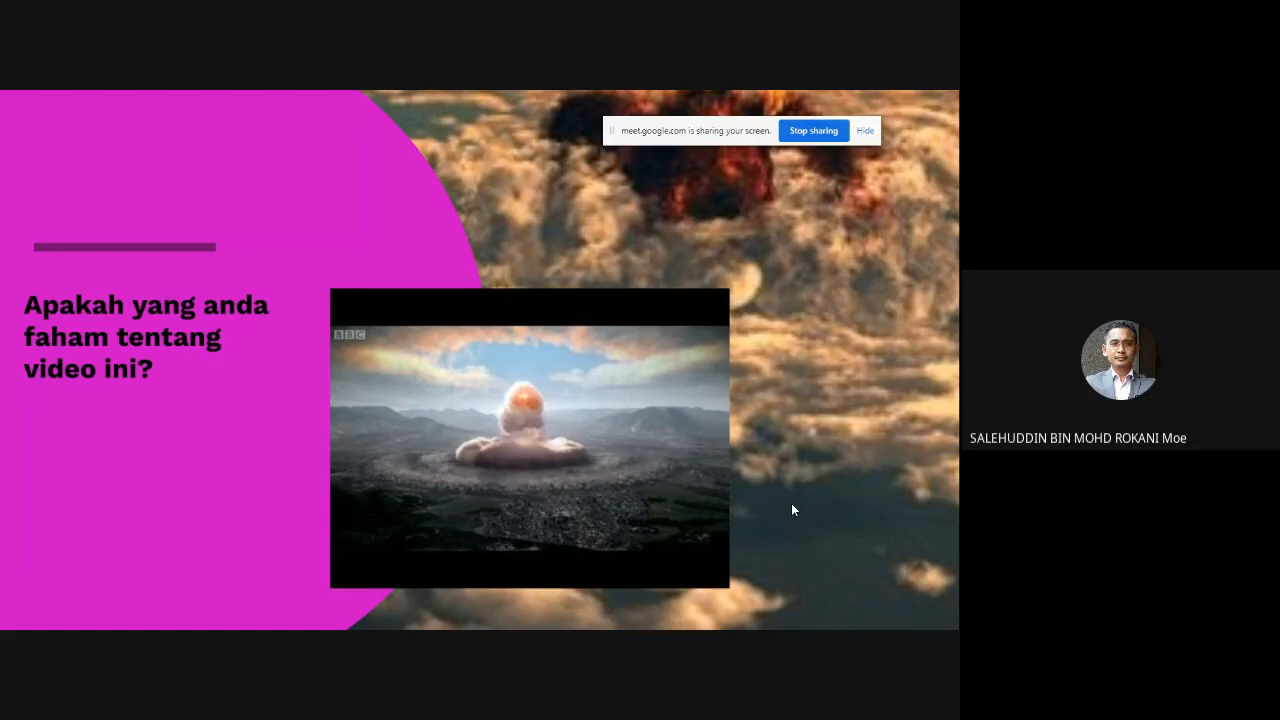 meet.google.com is sharing your screen.
Stop sharing
Hide
Apakah yang anda
faham tentang
video ini?
BBC
SALEHUDDIN BIN MOHD ROKANI Moe